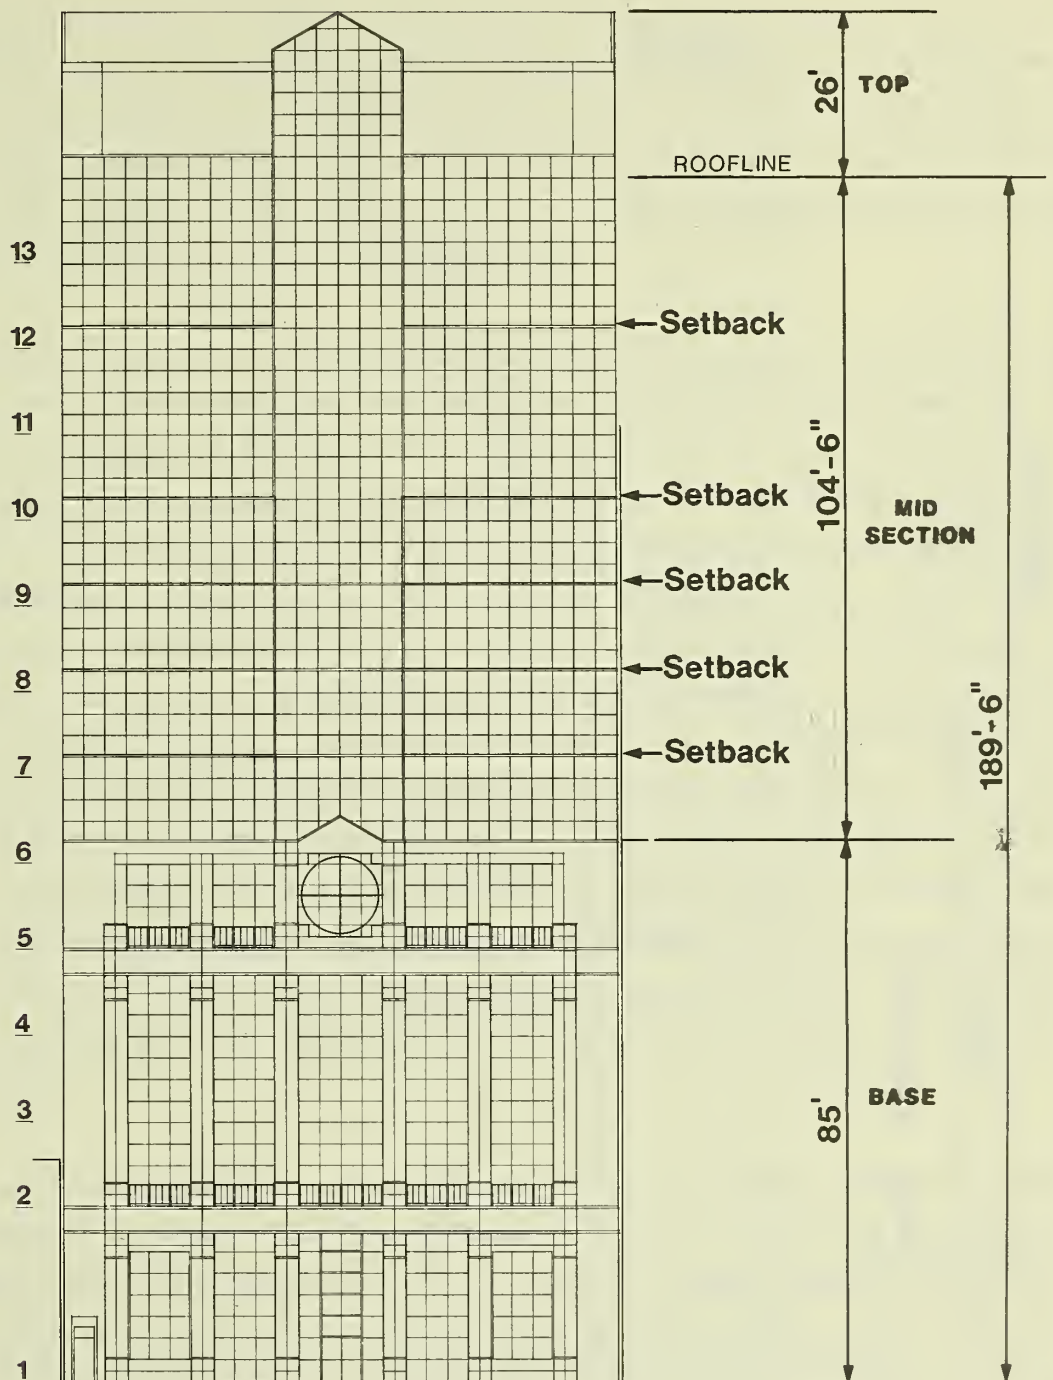 26'
TOP
ROOFLINE
13
Setback
12
11
104'-6"
Setback
10
MID
SECTION
Setback
9
Setback
8
189'-6"
Setback
7
6
5
4
85'
BASE
3
2
1